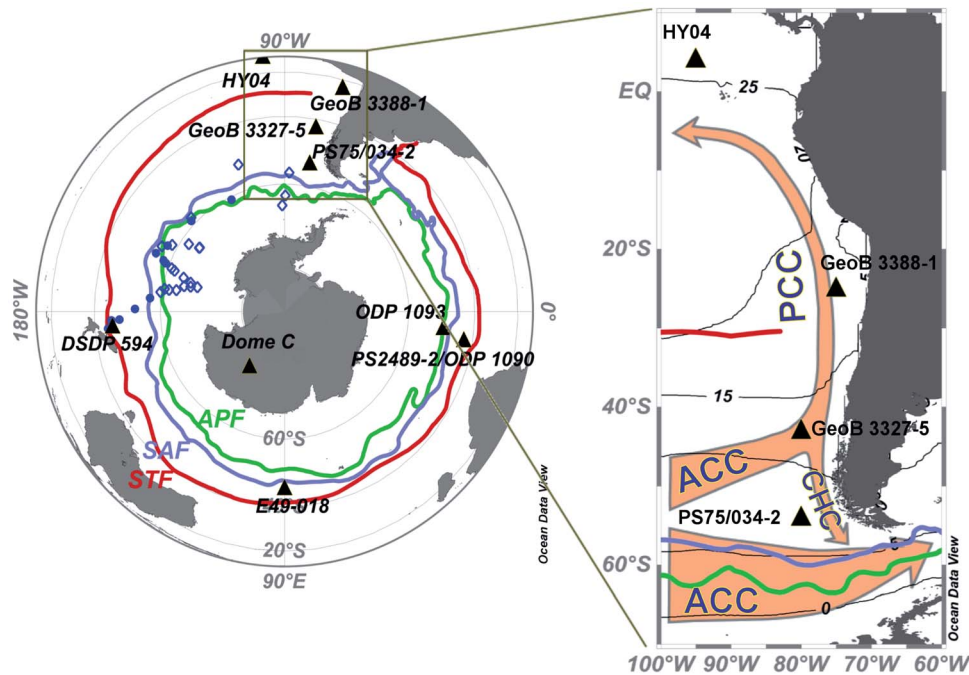 90°W
HY04
GeoB 3388-1
GeoB 3327-5
PS75/034-2
180°W
0°
DSDP 594
ODP 1093
Dome C
PS2489-2/ODP 1090
APF
SAF
STF
60°S
E49-018
20°S
90°E
Ocean Data View
HY04
25
EQ
20
20°S
GeoB 3388-1
PCC
15
40°S
GeoB 3327-5
ACC
CHC
PS75/034-2
0
60°S
ACC
0
100°W 90°W 80°W 70°W 60°W
Ocean Data View